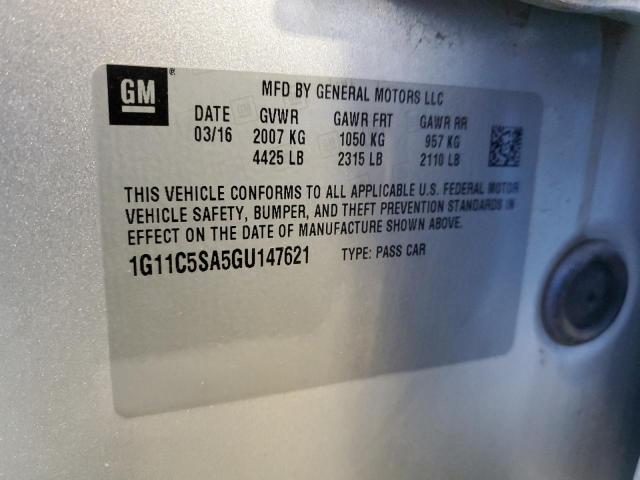 GM ®
MFD BY GENERAL MOTORS LLC
DATE GVWR GAWR FRT GAWR RR
03/16 2007 KG 1050 KG 957 KG
4425 LB 2315 LB 2110 LB
THIS VEHICLE CONFORMS TO ALL APPLICABLE U.S. FEDERAL MOTOR
VEHICLE SAFETY, BUMPER, AND THEFT PREVENTION STANDARDS IN
EFFECT ON THE DATE OF MANUFACTURE SHOWN ABOVE.
1G11C5SA5GU147621 TYPE: PASS CAR